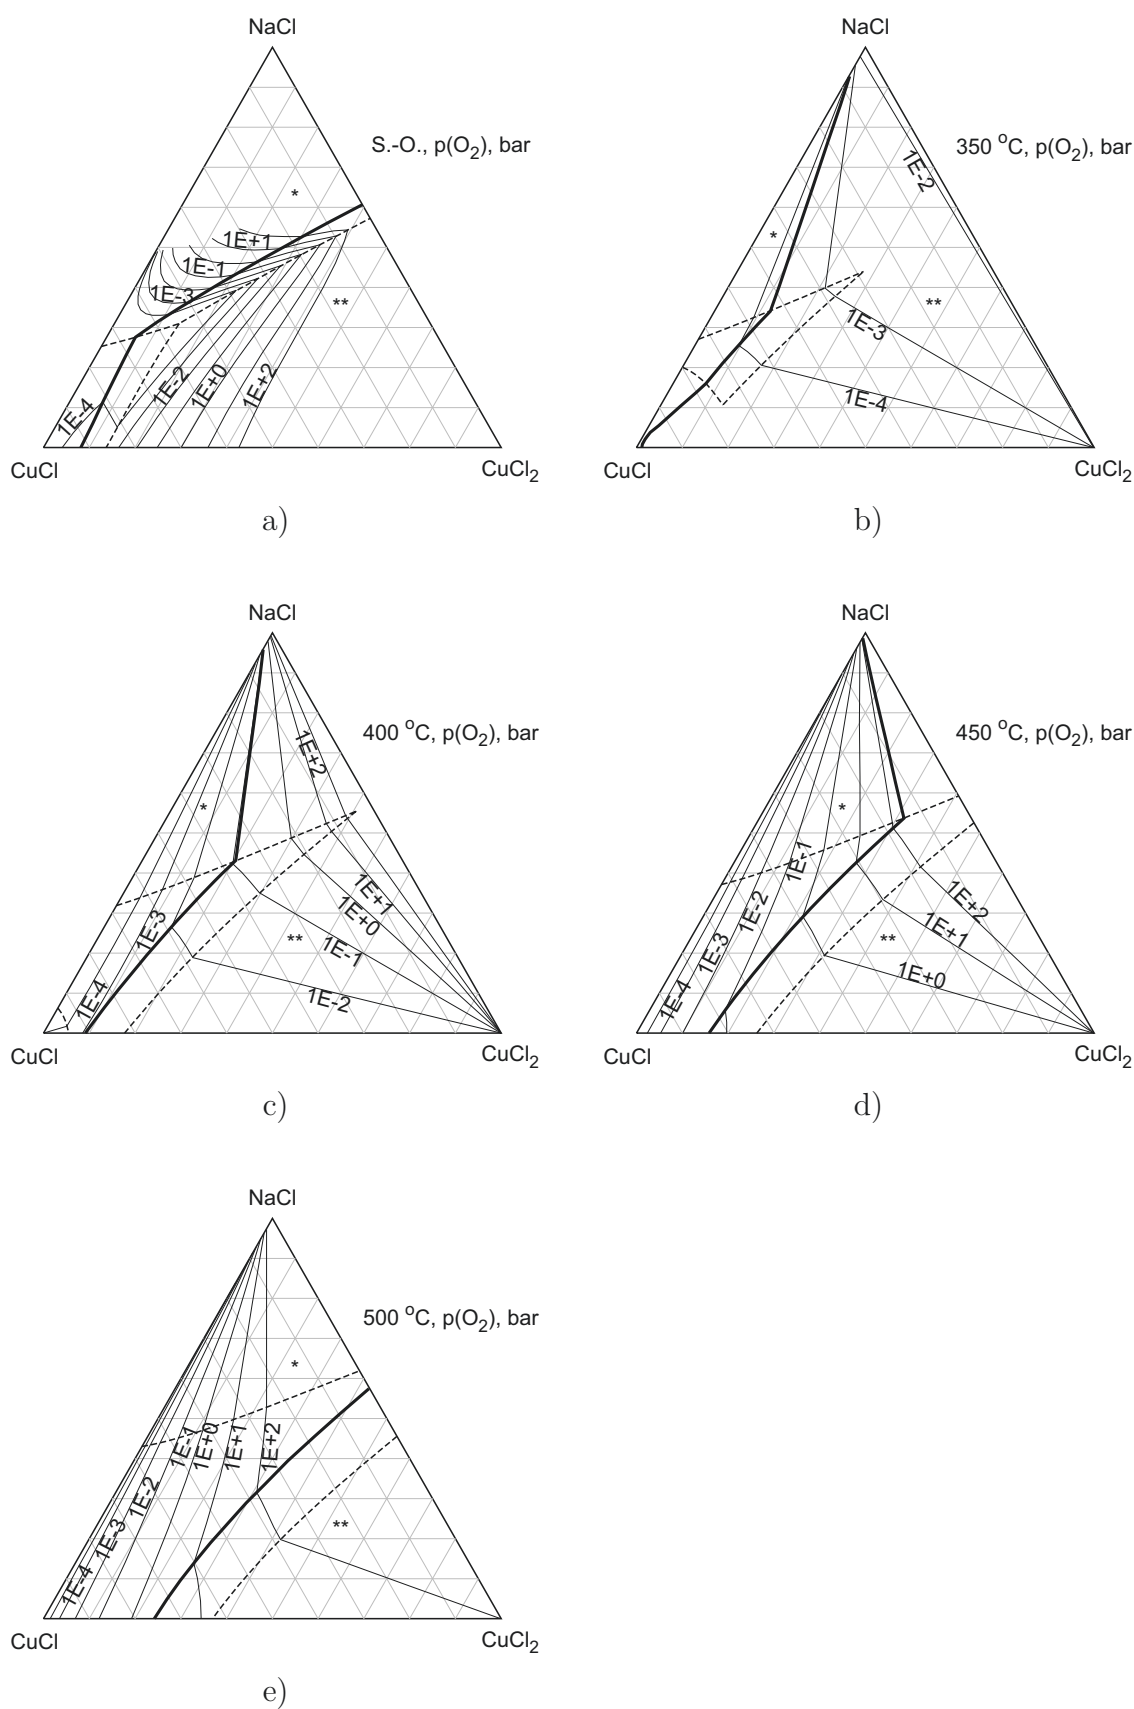 NaCl
S.-O., p(O2), bar
*
1E+1
1E-1
1E-3
**
1E-2
1E+0
1E+2
1E-4
CuCl
CuCl2
a)
NaCl
350 °C, p(O2), bar
1E-2
*
**
1E-3
1E-4
CuCl
CuCl2
b)
NaCl
400 °C, p(O2), bar
1E+2
*
1E+1
1E+0
1E-3
**
1E-1
1E-4
1E-2
CuCl
CuCl2
c)
NaCl
450 °C, p(O2), bar
*
1E-1
1E+2
1E-2
1E+1
1E-3
**
1E+0
1E-4
CuCl
CuCl2
d)
NaCl
500 °C, p(O2), bar
*
1E-1
1E+0
1E+1
1E+2
1E-2
1E-3
**
1E-4
CuCl
CuCl2
e)